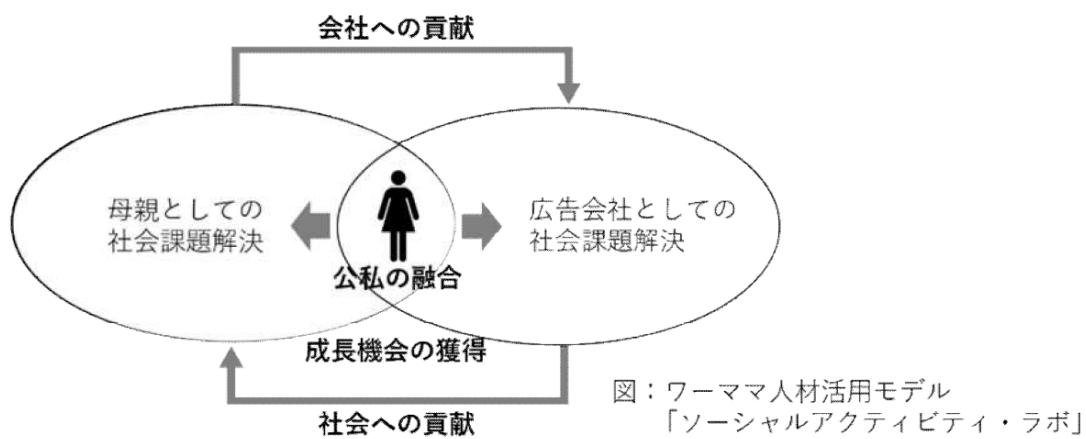 会社への貢献
母親としての
社会課題解決
広告会社としての
社会課題解決
公私の融合
成長機会の獲得
社会への貢献
図：ワーママ人材活用モデル
「ソーシャルアクティビティ・ラボ」